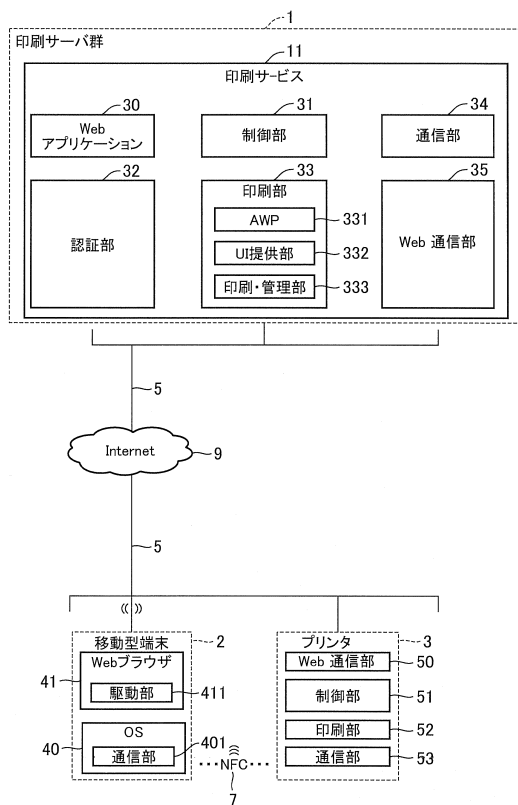 1
印刷サーバ群
11
印刷サービス
30
31
34
Web
アプリケーション
制御部
通信部
32
33
35
認証部
印刷部
AWP
331
UI提供部
332
印刷・管理部
333
Web 通信部
5
Internet
9
5
移動型端末
2
プリンタ
3
Webブラウザ
Web 通信部
50
41
駆動部
411
制御部
51
OS
印刷部
52
40
通信部
401
通信部
53
NFC
7